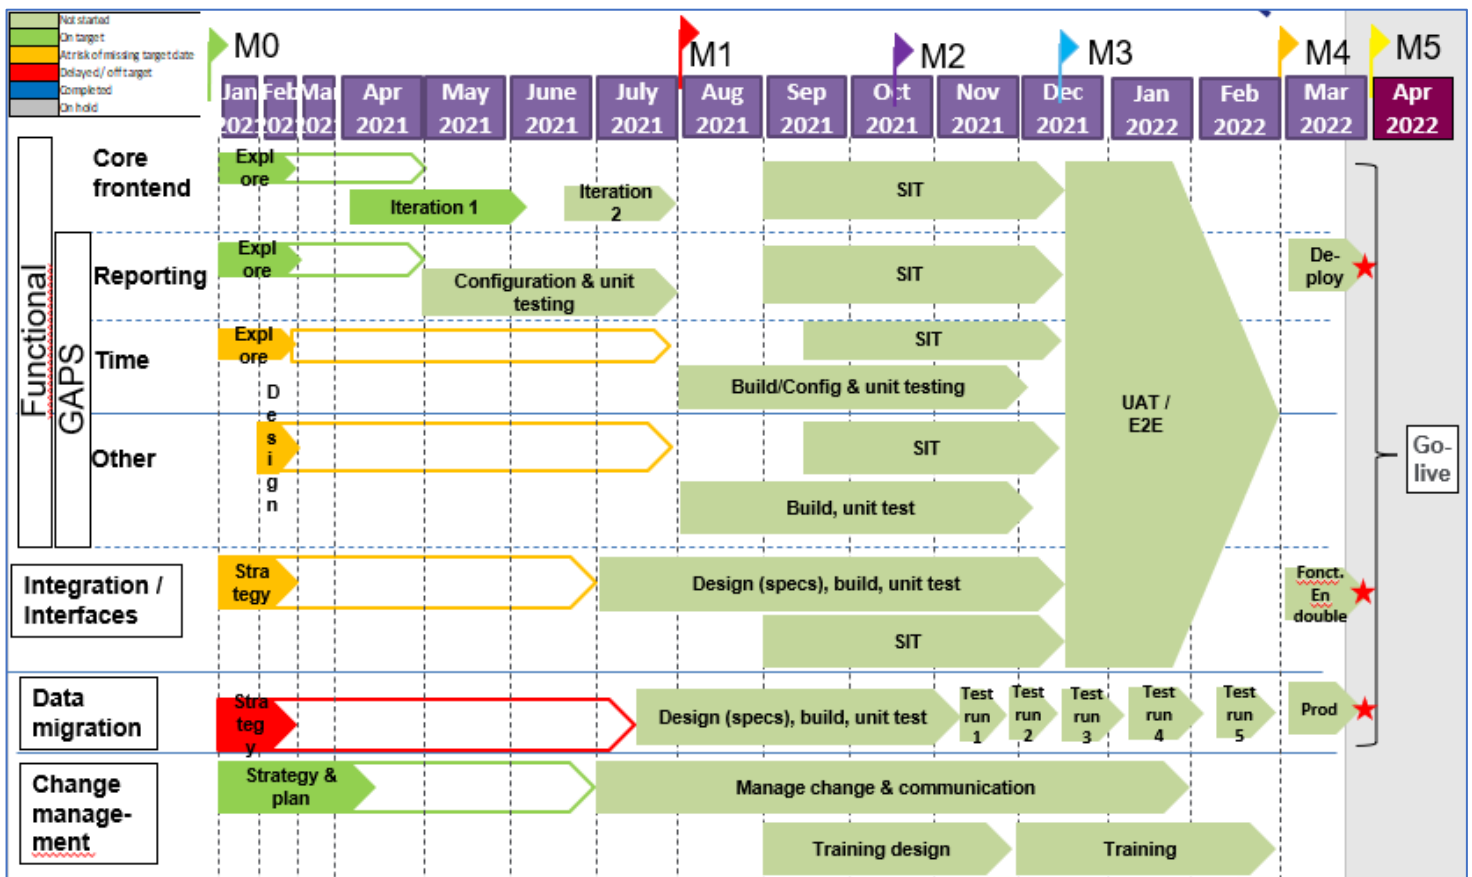 Not started
On target
At risk of missing target date
Delayed / off target
Completed
On hold
M0
M1
M2
M3
M4
M5
Jan
Feb
Mar
Apr
May
June
July
Aug
Sep
Oct
Nov
Dec
Jan
Feb
Mar
Apr
2021
2021
2021
2021
2021
2021
2021
2021
2021
2021
2021
2021
2022
2022
2022
2022
Functional
GAPS
Core
frontend
Expl
ore
Iteration 1
Iteration
2
SIT
Reporting
Expl
ore
Configuration & unit
testing
SIT
De-
ploy
Time
Expl
ore
SIT
Build/Config & unit testing
UAT /
E2E
Other
D
e
s
i
g
n
SIT
Build, unit test
Go-
live
Integration /
Interfaces
Stra
tegy
Design (specs), build, unit test
SIT
Fonct.
En
double
Data
migration
Stra
teg
y
Design (specs), build, unit test
Test
run
1
Test
run
2
Test
run
3
Test
run
4
Test
run
5
Prod
Change
manage-
ment
Strategy &
plan
Manage change & communication
Training design
Training